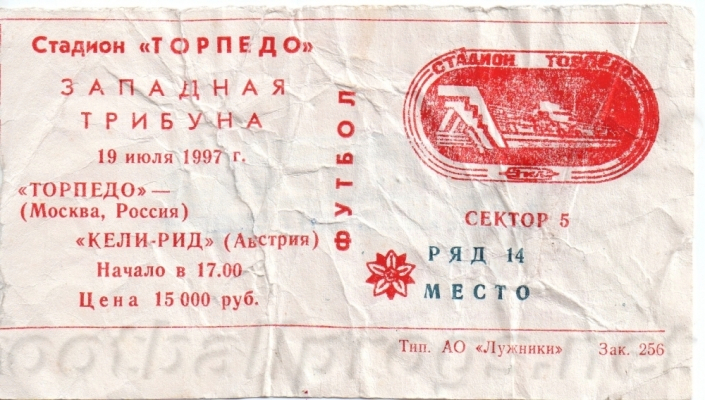 Стадион «ТОРПЕДО»
ЗАПАДНАЯ
ТРИБУНА
19 июля 1997 г.
«ТОРПЕДО»—
(Москва, Россия)
«КЕЛИ-РИД» (Австрия)
Начало в 17.00
Цена 15 000 руб.
ФУТБОЛ
СТАДИОН ТОРПЕДО
СЕКТОР 5
РЯД 14
МЕСТО
Тип. АО «Лужники» Зак. 256